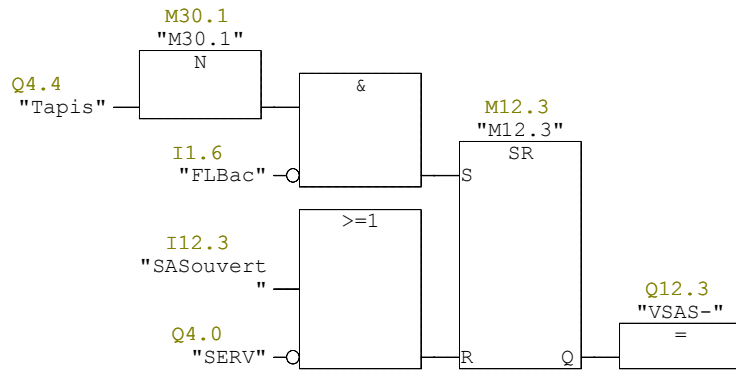 M30.1
"M30.1"
N
Q4.4
"Tapis"
&
M12.3
"M12.3"
SR
I1.6
"FLBac"
S
>=1
I12.3
"SASouvert
"
Q12.3
"VSAS-"
=
Q4.0
"SERV"
R
Q